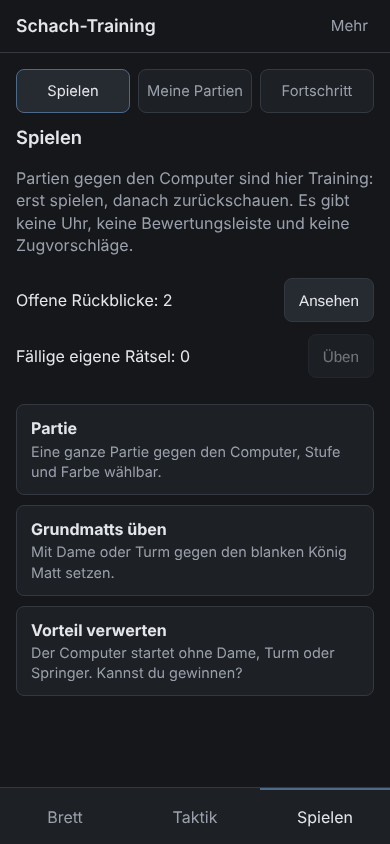 Schach-Training
Mehr
Spielen
Meine Partien
Fortschritt
Spielen
Partien gegen den Computer sind hier Training:
erst spielen, danach zurückschauen. Es gibt
keine Uhr, keine Bewertungsleiste und keine
Zugvorschläge.
Offene Rückblicke: 2
Ansehen
Fällige eigene Rätsel: 0
Üben
Partie
Eine ganze Partie gegen den Computer, Stufe
und Farbe wählbar.
Grundmatts üben
Mit Dame oder Turm gegen den blanken König
Matt setzen.
Vorteil verwerten
Der Computer startet ohne Dame, Turm oder
Springer. Kannst du gewinnen?
Brett
Taktik
Spielen